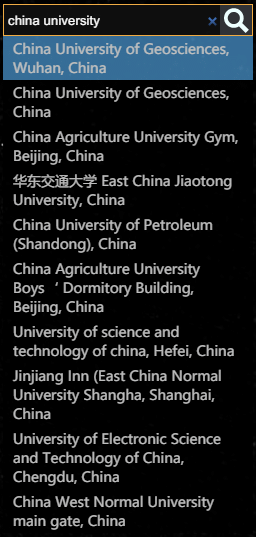 china university
China University of Geosciences,
Wuhan, China
China University of Geosciences,
China
China Agriculture University Gym,
Beijing, China
华东交通大学 East China Jiaotong
University, China
China University of Petroleum
(Shandong), China
China Agriculture University
Boys‘ Dormitory Building,
Beijing, China
University of science and
technology of china, Hefei, China
Jinjiang Inn (East China Normal
University Shangha, Shanghai,
China
University of Electronic Science
and Technology of China,
Chengdu, China
China West Normal University
main gate, China